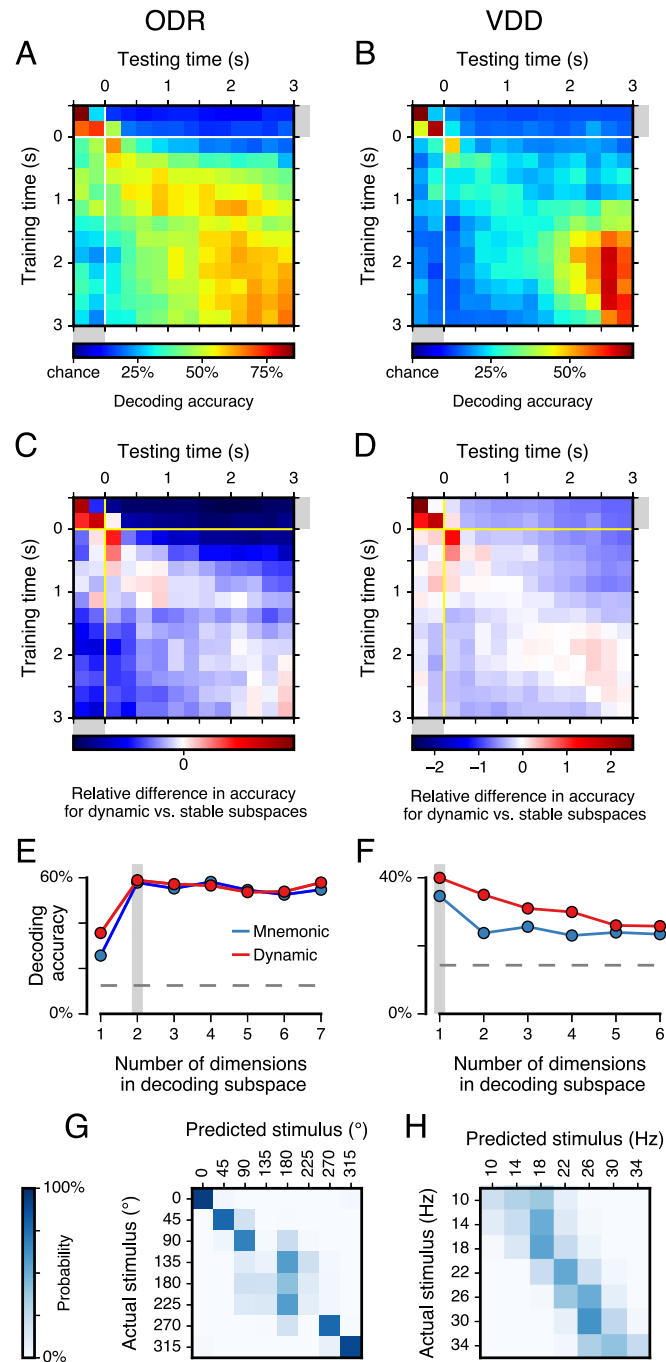 ODR
VDD
A
Testing time (s)
0 1 2 3
Training time (s)
0
1
2
3
chance 25% 50% 75%
Decoding accuracy
B
Testing time (s)
0 1 2 3
Training time (s)
0
1
2
3
chance 25% 50%
Decoding accuracy
C
Testing time (s)
0 1 2 3
Training time (s)
0
1
2
3
0
Relative difference in accuracy
for dynamic vs. stable subspaces
D
Testing time (s)
0 1 2 3
Training time (s)
0
1
2
3
−2 −1 0 1 2
Relative difference in accuracy
for dynamic vs. stable subspaces
E
60%
0%
Decoding
accuracy
Mnemonic
Dynamic
1 2 3 4 5 6 7
Number of dimensions
in decoding subspace
F
40%
0%
1 2 3 4 5 6
Number of dimensions
in decoding subspace
100%
0%
Probability
G
Predicted stimulus (°)
0 45 90 135 180 225 270 315
Actual stimulus (°)
0
45
90
135
180
225
270
315
H
Predicted stimulus (Hz)
10 14 18 22 26 30 34
Actual stimulus (Hz)
10
14
18
22
26
30
34